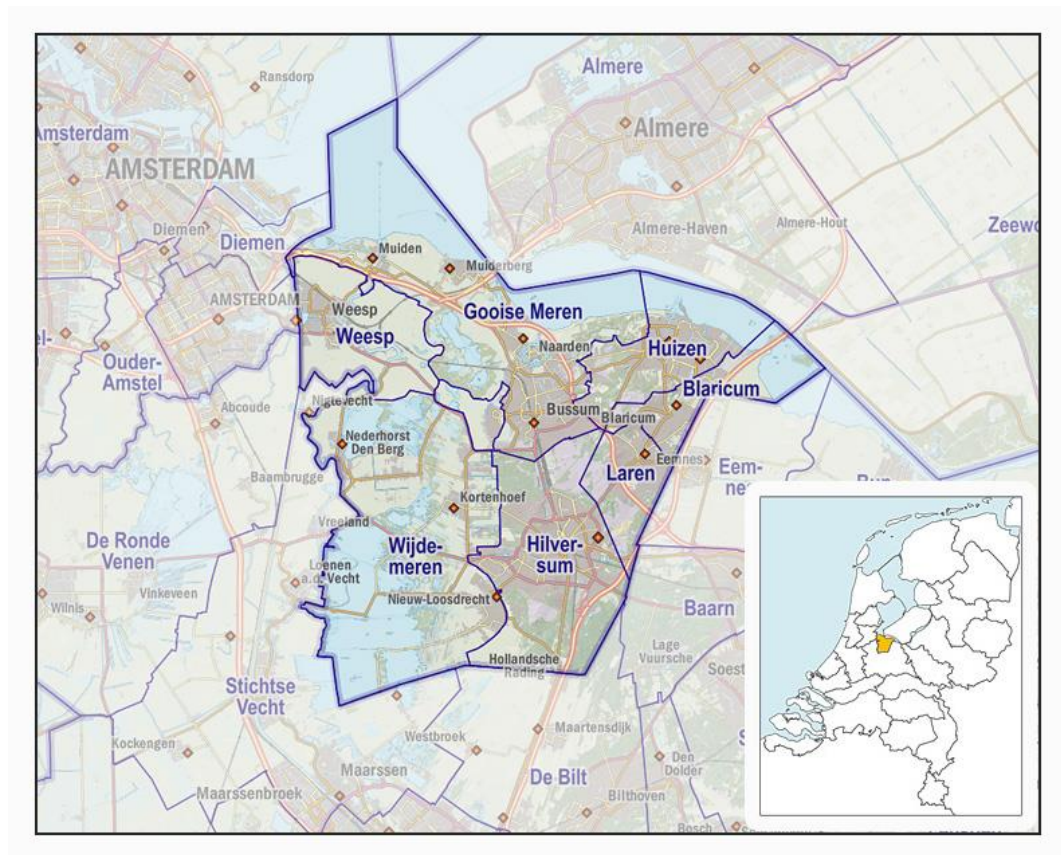 Almere
Ransdorp
Amsterdam
Almere
AMSTERDAM
Almere-Hout
Almere-Haven
Diemen
Diemen
Muiden
Muiderberg
AMSTERDAM
Weesp
Gooise Meren
Weesp
Naarden
Huizen
Ouder-
Amstel
Blaricum
Nigtevecht
Abcoude
Bussum
Blaricum
Nederhorst
Den Berg
Laren
Eemnes
Eem-
Baambrugge
Kortenhoef
Vreeland
De Ronde
Venen
Wijde-
meren
Hilver-
sum
Loenen
a.d. Vecht
Vinkeveen
Nieuw-Loosdrecht
Wilnis
Baarn
Lage
Vuursche
Hollandsche
Rading
Soest
Stichtse
Vecht
Maartensdijk
Westbroek
Kockengen
Den
Dolder
Maarssen
De Bilt
Maarssenbroek
Bilthoven
Bosch